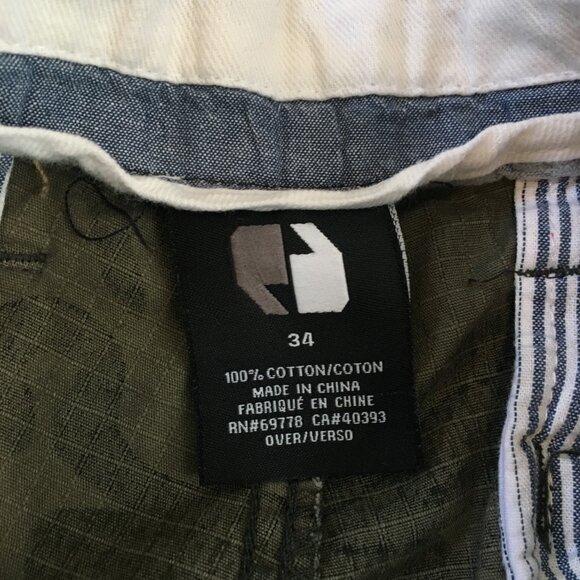 34
100% COTTON/COTON
MADE IN CHINA
FABRIQUÉ EN CHINE
RN#69778 CA#40393
OVER/VERSO